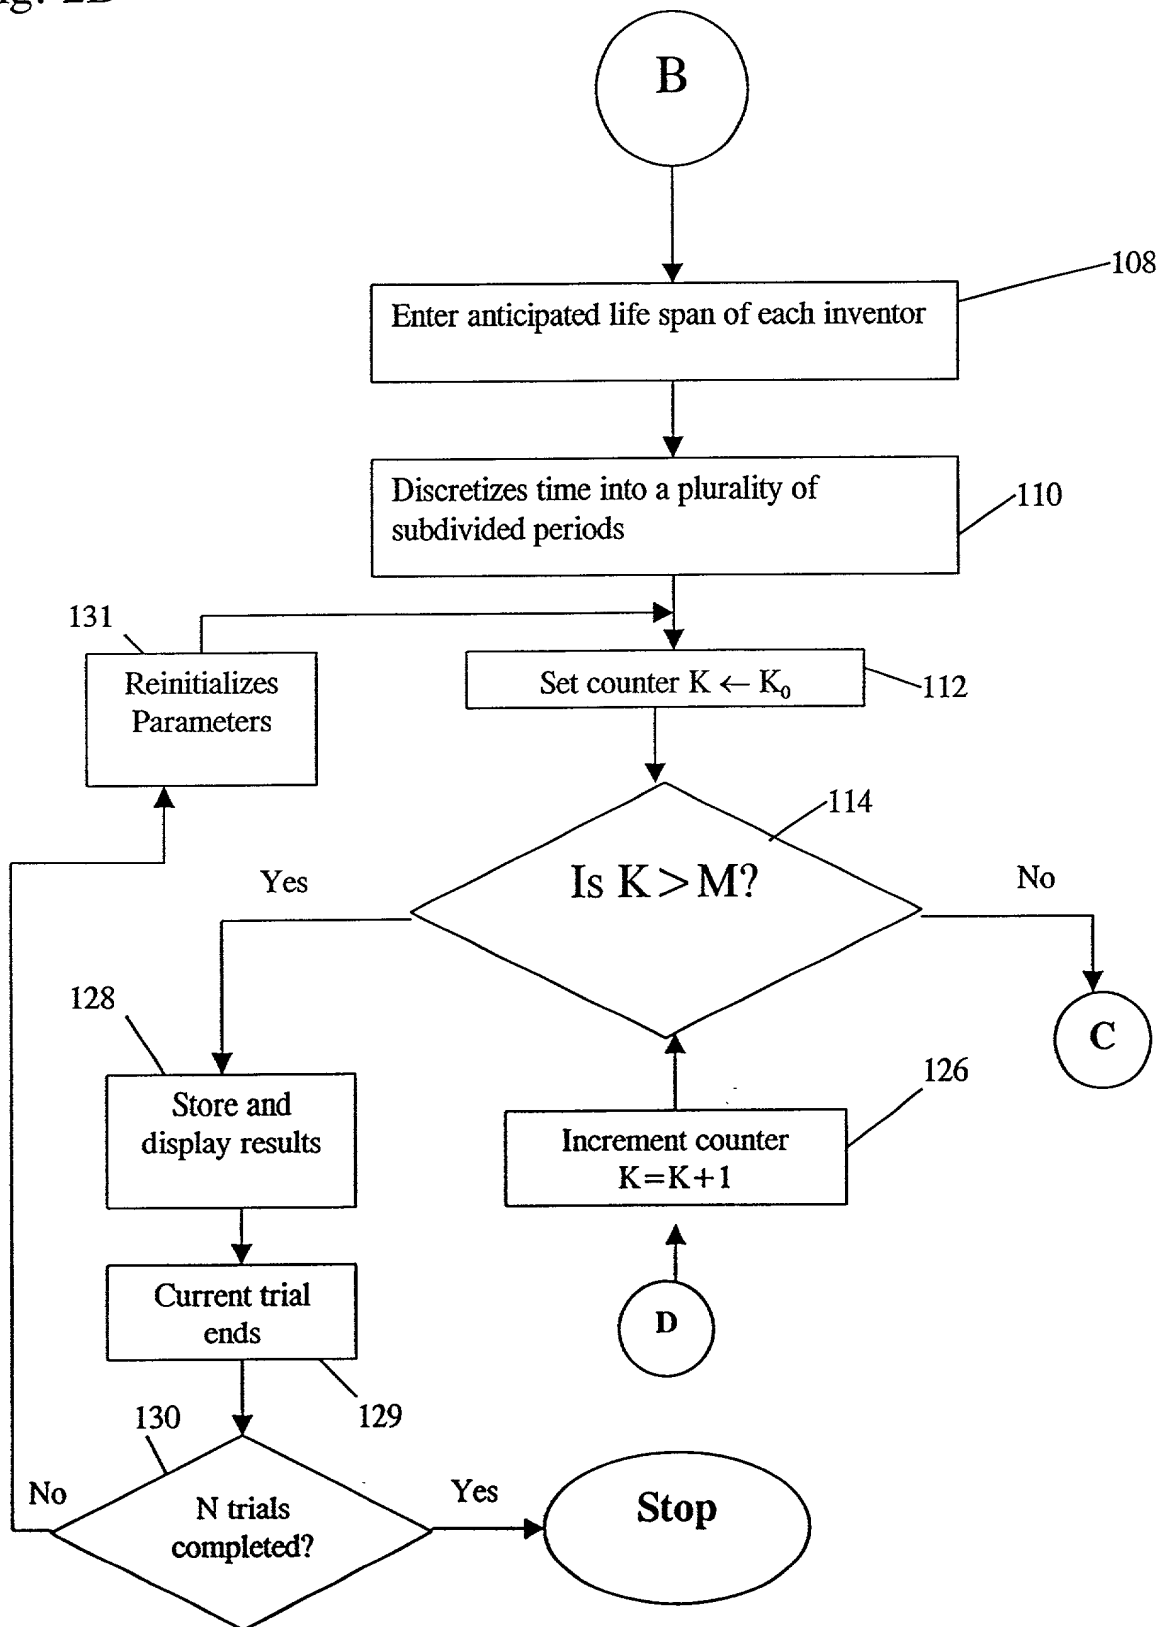 B
108
Enter anticipated life span of each inventor
Discretizes time into a plurality of
subdivided periods
110
131
Reinitializes
Parameters
Set counter K ← K₀
112
114
Is K > M?
Yes
No
C
128
Store and
display results
126
Increment counter
K=K+1
Current trial
ends
D
129
130
No
N trials
completed?
Yes
Stop